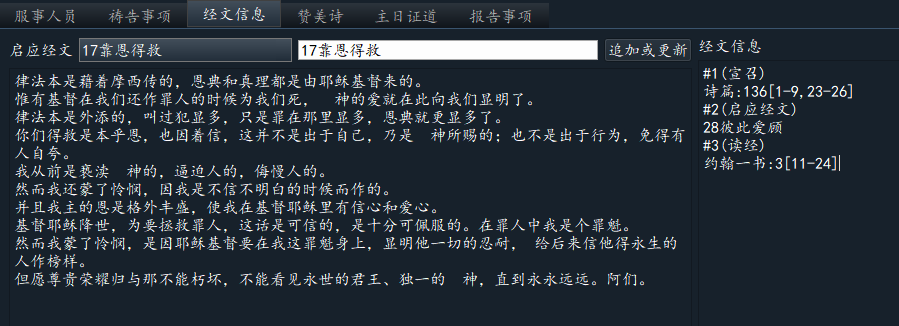 服事人员 祷告事项 经文信息 赞美诗 主日证道 报告事项
启应经文 17靠恩得救 17靠恩得救 追加或更新 经文信息
律法本是藉着摩西传的，恩典和真理都是由耶稣基督来的。
惟有基督在我们还作罪人的时候为我们死，　神的爱就在此向我们显明了。
律法本是外添的，叫过犯显多，只是罪在那里显多，恩典就更显多了。
你们得救是本乎恩，也因着信，这并不是出于自己，乃是　神所赐的；也不是出于行为，免得有
人自夸。
我从前是亵渎　神的，逼迫人的，侮慢人的。
然而我还蒙了怜悯，因我是不信不明白的时候而作的。
并且我主的恩是格外丰盛，使我在基督耶稣里有信心和爱心。
基督耶稣降世，为要拯救罪人，这话是可信的，是十分可佩服的。在罪人中我是个罪魁。
然而我蒙了怜悯，是因耶稣基督要在我这罪魁身上，显明他一切的忍耐， 给后来信他得永生的
人作榜样。
但愿尊贵荣耀归与那不能朽坏，不能看见永世的君王、独一的　神，直到永永远远。阿们。
#1(宣召)
诗篇:136[1-9,23-26]
#2(启应经文)
28彼此爱顾
#3(读经)
约翰一书:3[11-24]